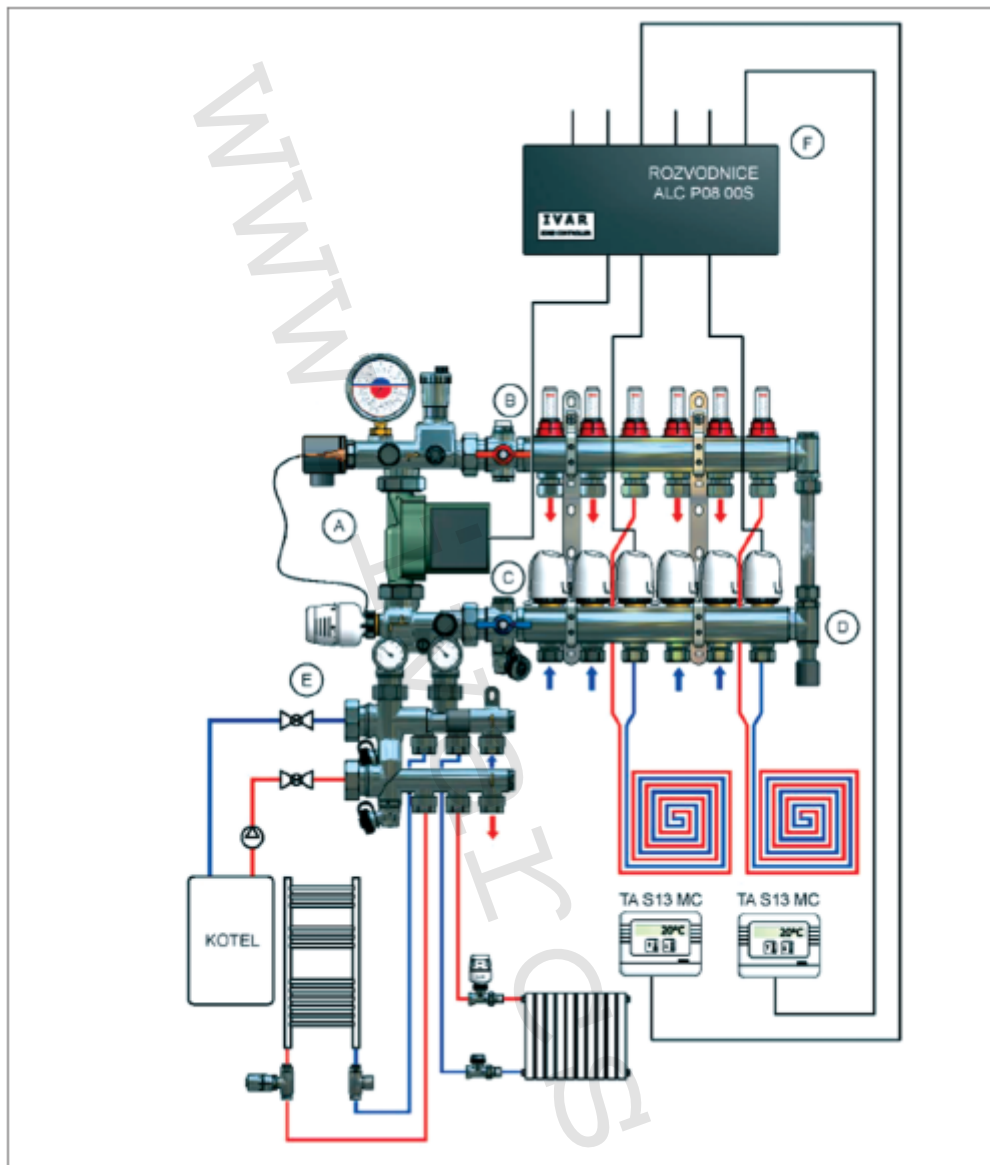 F
ROZVODNICE
ALC P08 00S
IVAR
B
A
C
D
E
TA S13 MC
TA S13 MC
20°C
20°C
KOTEL